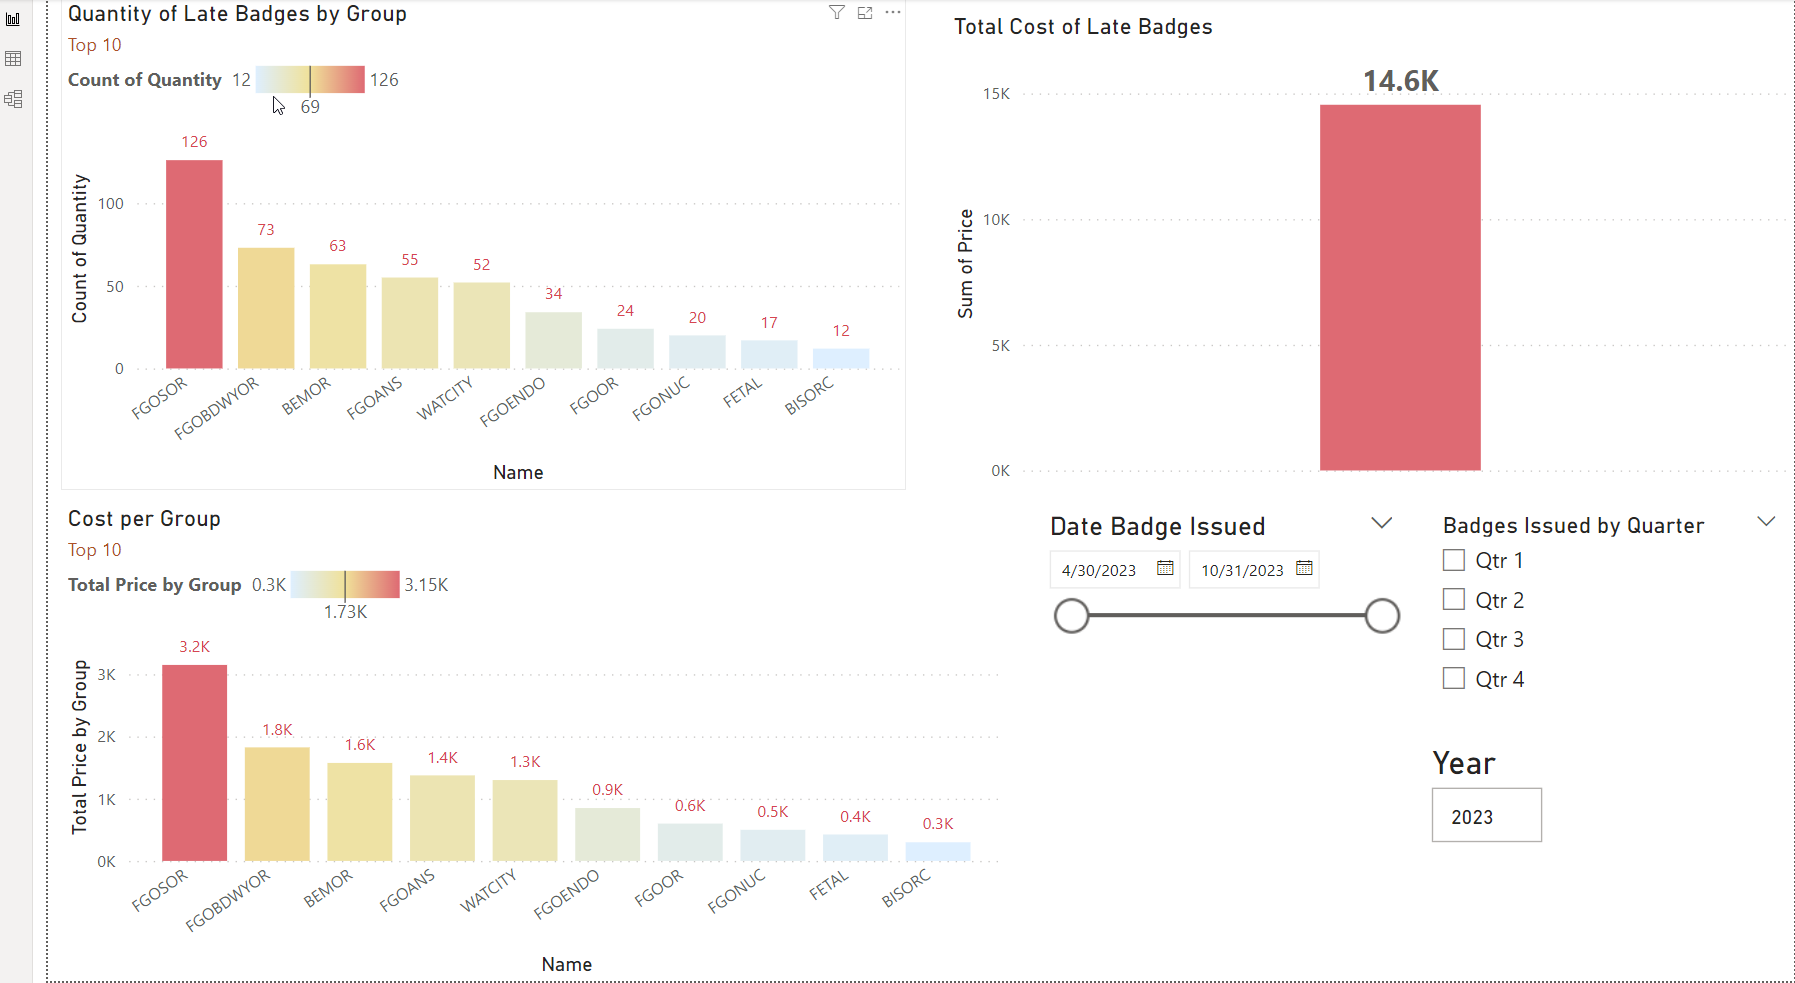 Quantity of Late Badges by Group
Top 10
Count of Quantity 12 126
69
126
73
63
55
52
34
24
20
17
12
Count of Quantity
100
50
0
FGOSOR
FGOBDWYOR
BEMOR
FGOANS
WATCITY
FGOENDO
FGOOR
FGONUC
FETAL
BISORC
Name
Total Cost of Late Badges
14.6K
Sum of Price
15K
10K
5K
0K
Cost per Group
Top 10
Total Price by Group 0.3K 3.15K
1.73K
3.2K
1.8K
1.6K
1.4K
1.3K
0.9K
0.6K
0.5K
0.4K
0.3K
Total Price by Group
3K
2K
1K
0K
FGOSOR
FGOBDWYOR
BEMOR
FGOANS
WATCITY
FGOENDO
FGOOR
FGONUC
FETAL
BISORC
Name
Date Badge Issued
4/30/2023 10/31/2023
Badges Issued by Quarter
Qtr 1
Qtr 2
Qtr 3
Qtr 4
Year
2023